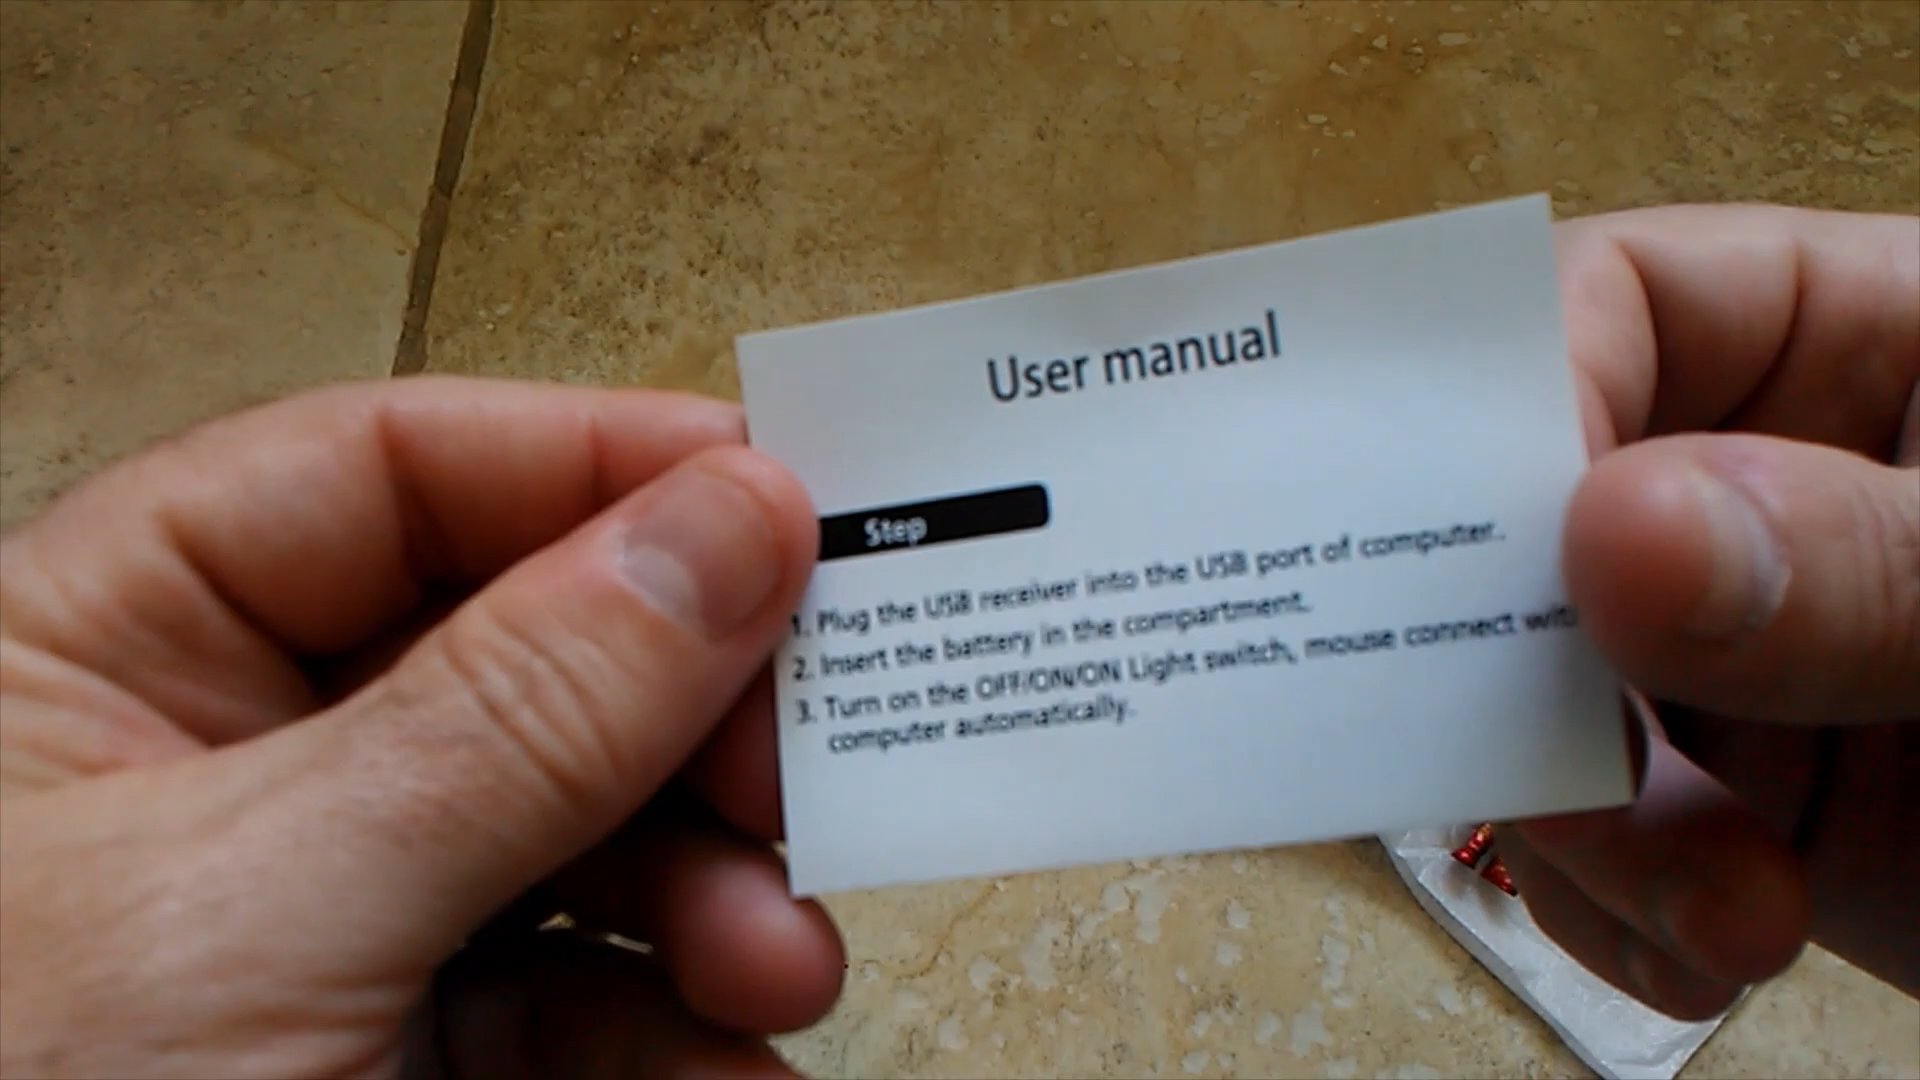 User manual
Step
1. Plug the USB receiver into the USB port of computer.
2. Insert the battery in the compartment.
3. Turn on the OFF/ON/ON Light switch, mouse connect with
computer automatically.